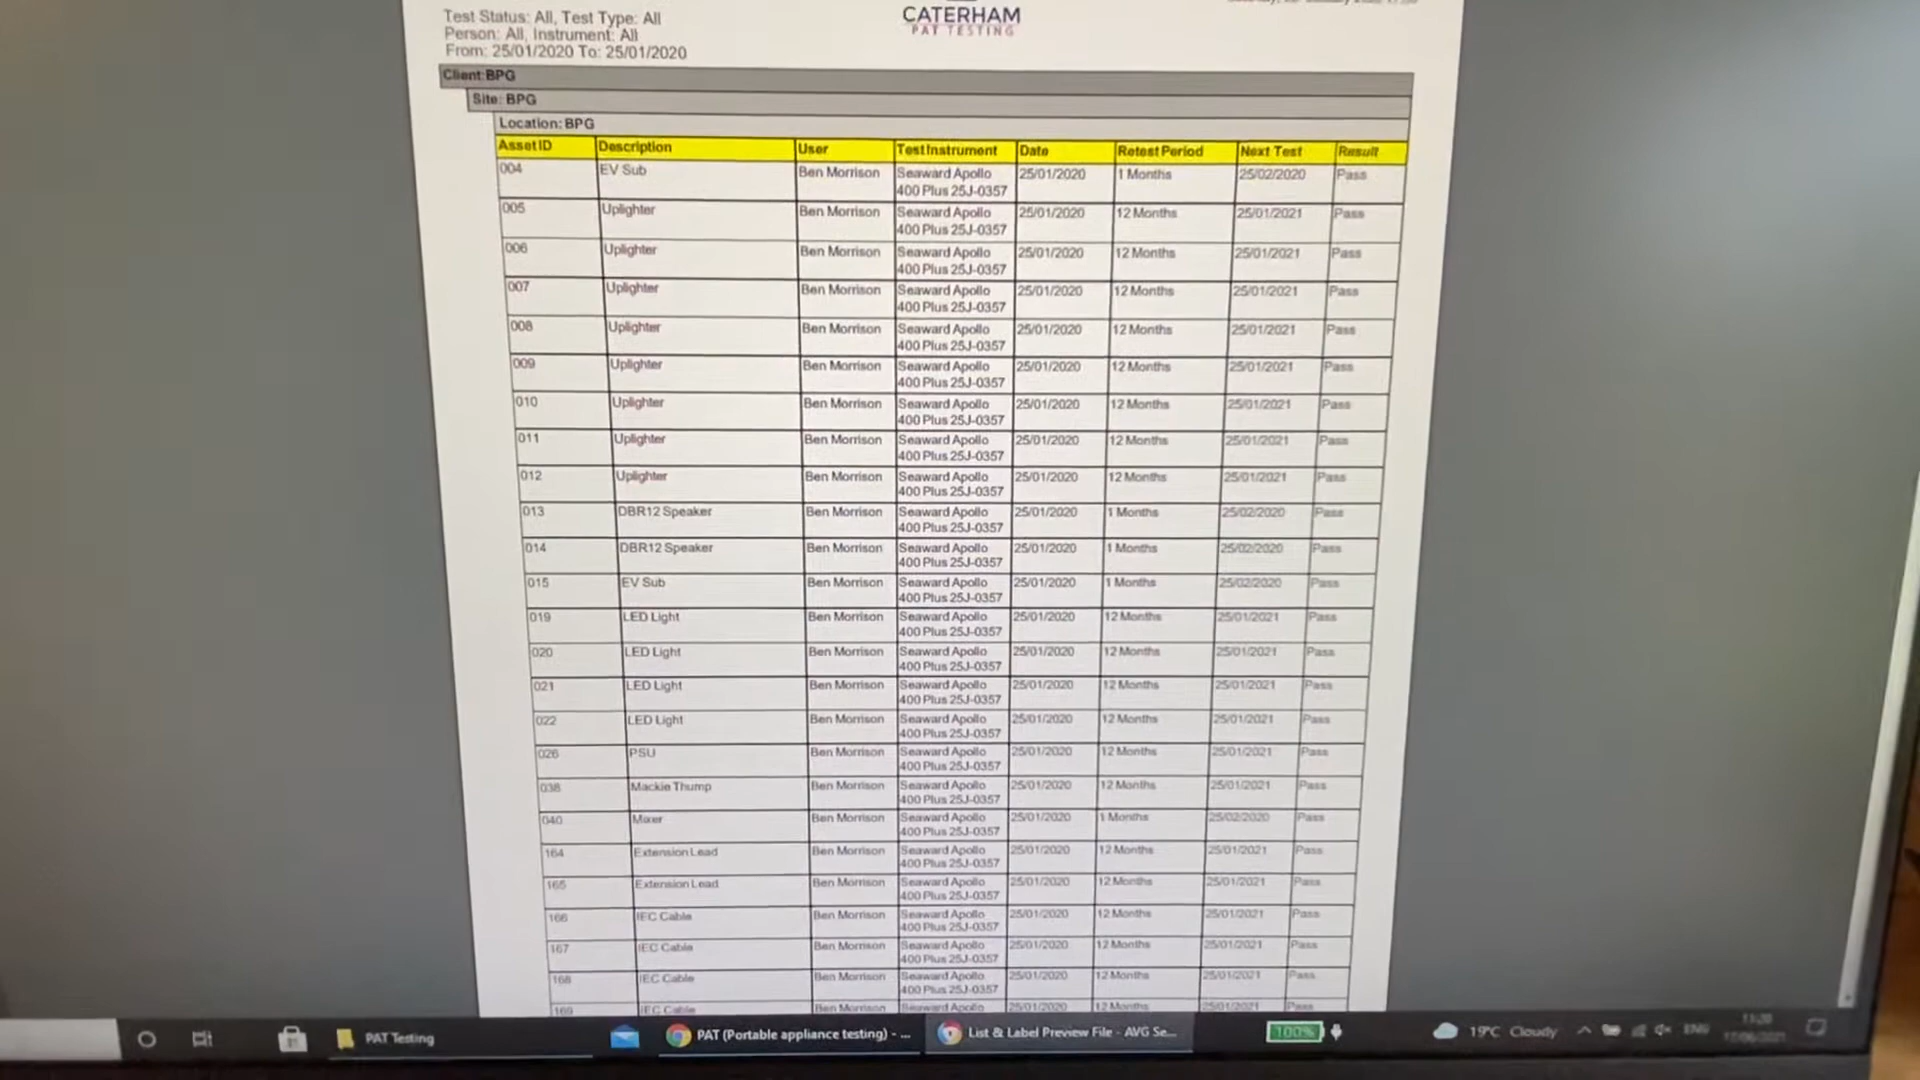 Test Status: All, Test Type: All
Person: All, Instrument: All
From: 25/01/2020 To: 25/01/2020
CATERHAM
PAT TESTING
Client:BPG
Site: BPG
Location: BPG
Asset ID Description User Test Instrument Date Retest Period Next Test Result
004 EV Sub Ben Morrison Seaward Apollo 25/01/2020 1 Months 25/02/2020 Pass
400 Plus 25J-0357
005 Uplighter Ben Morrison Seaward Apollo 25/01/2020 12 Months 25/01/2021 Pass
400 Plus 25J-0357
006 Uplighter Ben Morrison Seaward Apollo 25/01/2020 12 Months 25/01/2021 Pass
400 Plus 25J-0357
007 Uplighter Ben Morrison Seaward Apollo 25/01/2020 12 Months 25/01/2021 Pass
400 Plus 25J-0357
008 Uplighter Ben Morrison Seaward Apollo 25/01/2020 12 Months 25/01/2021 Pass
400 Plus 25J-0357
009 Uplighter Ben Morrison Seaward Apollo 25/01/2020 12 Months 25/01/2021 Pass
400 Plus 25J-0357
010 Uplighter Ben Morrison Seaward Apollo 25/01/2020 12 Months 25/01/2021 Pass
400 Plus 25J-0357
011 Uplighter Ben Morrison Seaward Apollo 25/01/2020 12 Months 25/01/2021 Pass
400 Plus 25J-0357
012 Uplighter Ben Morrison Seaward Apollo 25/01/2020 12 Months 25/01/2021 Pass
400 Plus 25J-0357
013 DBR12 Speaker Ben Morrison Seaward Apollo 25/01/2020 1 Months 25/02/2020 Pass
400 Plus 25J-0357
014 DBR12 Speaker Ben Morrison Seaward Apollo 25/01/2020 1 Months 25/02/2020 Pass
400 Plus 25J-0357
015 EV Sub Ben Morrison Seaward Apollo 25/01/2020 1 Months 25/02/2020 Pass
400 Plus 25J-0357
019 LED Light Ben Morrison Seaward Apollo 25/01/2020 12 Months 25/01/2021 Pass
400 Plus 25J-0357
020 LED Light Ben Morrison Seaward Apollo 25/01/2020 12 Months 25/01/2021 Pass
400 Plus 25J-0357
021 LED Light Ben Morrison Seaward Apollo 25/01/2020 12 Months 25/01/2021 Pass
400 Plus 25J-0357
022 LED Light Ben Morrison Seaward Apollo 25/01/2020 12 Months 25/01/2021 Pass
400 Plus 25J-0357
026 PSU Ben Morrison Seaward Apollo 25/01/2020 12 Months 25/01/2021 Pass
400 Plus 25J-0357
038 Mackie Thump Ben Morrison Seaward Apollo 25/01/2020 12 Months 25/01/2021 Pass
400 Plus 25J-0357
040 Mixer Ben Morrison Seaward Apollo 25/01/2020 1 Months 25/02/2020 Pass
400 Plus 25J-0357
164 Extension Lead Ben Morrison Seaward Apollo 25/01/2020 12 Months 25/01/2021 Pass
400 Plus 25J-0357
165 Extension Lead Ben Morrison Seaward Apollo 25/01/2020 12 Months 25/01/2021 Pass
400 Plus 25J-0357
166 IEC Cable Ben Morrison Seaward Apollo 25/01/2020 12 Months 25/01/2021 Pass
400 Plus 25J-0357
167 IEC Cable Ben Morrison Seaward Apollo 25/01/2020 12 Months 25/01/2021 Pass
400 Plus 25J-0357
168 IEC Cable Ben Morrison Seaward Apollo 25/01/2020 12 Months 25/01/2021 Pass
400 Plus 25J-0357
169 IEC Cable Ben Morrison Seaward Apollo 25/01/2020 12 Months 25/01/2021 Pass
PAT Testing PAT (Portable appliance testing) - ... List & Label Preview File - AVG Se... 100% 19°C Cloudy ENG